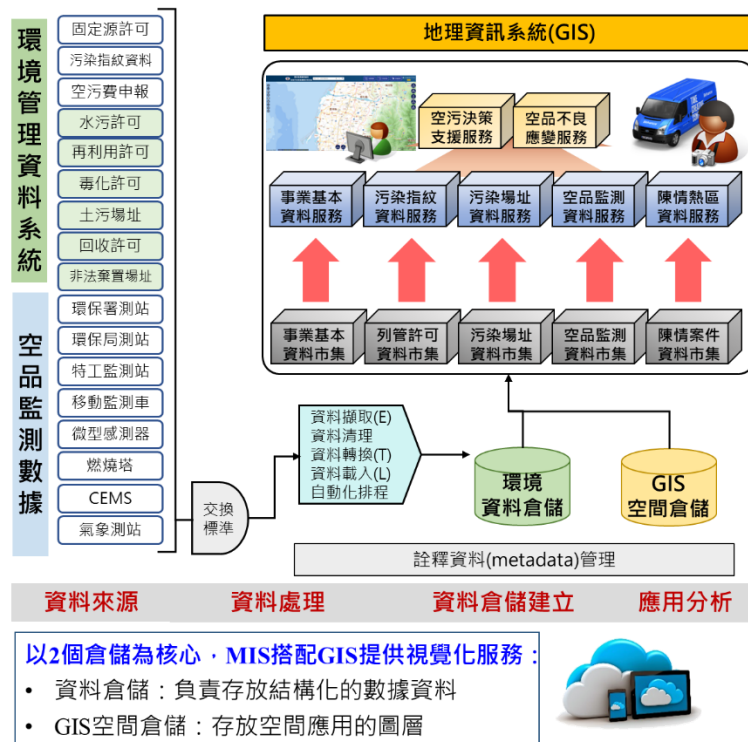 環境管理資料系統
固定源許可
污染指紋資料
空污費申報
水污許可
再利用許可
毒化許可
土污場址
回收許可
非法棄置場址
空品監測數據
環保署測站
環保局測站
特工監測站
移動監測車
微型感測器
燃燒塔
CEMS
氣象測站
交換
標準
資料擷取(E)
資料清理
資料轉換(T)
資料載入(L)
自動化排程
地理資訊系統(GIS)
空污決策
支援服務
空品不良
應變服務
事業基本
資料服務
污染指紋
資料服務
污染場址
資料服務
空品監測
資料服務
陳情熱區
資料服務
事業基本
資料市集
列管許可
資料市集
污染場址
資料市集
空品監測
資料市集
陳情案件
資料市集
環境
資料倉儲
GIS
空間倉儲
詮釋資料(metadata)管理
資料來源
資料處理
資料倉儲建立
應用分析
以2個倉儲為核心，MIS搭配GIS提供視覺化服務：
• 資料倉儲：負責存放結構化的數據資料
• GIS空間倉儲：存放空間應用的圖層